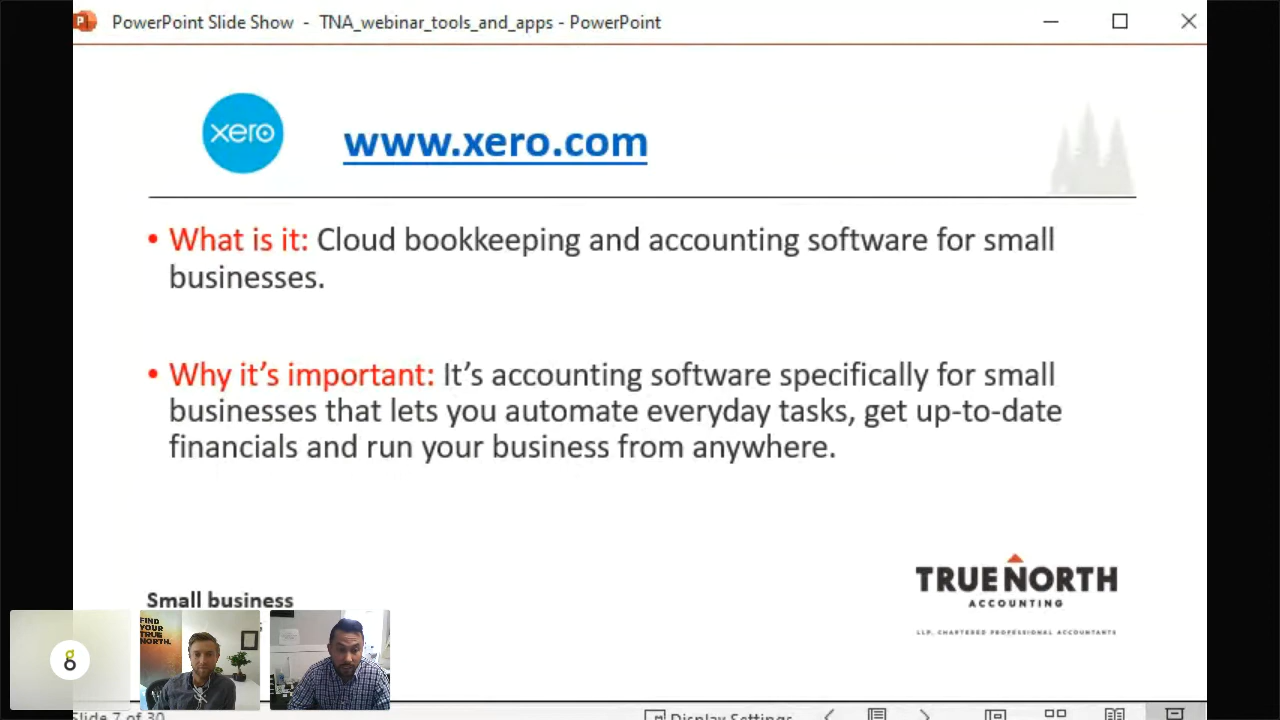 PowerPoint Slide Show - TNA_webinar_tools_and_apps - PowerPoint
xero
www.xero.com
• What is it: Cloud bookkeeping and accounting software for small
businesses.
• Why it's important: It's accounting software specifically for small
businesses that lets you automate everyday tasks, get up-to-date
financials and run your business from anywhere.
TRUE NORTH
ACCOUNTING
LLP, CHARTERED PROFESSIONAL ACCOUNTANTS
Small business
FIND
YOUR
TRUE
NORTH.
Slide 7 of 30
Display Settings